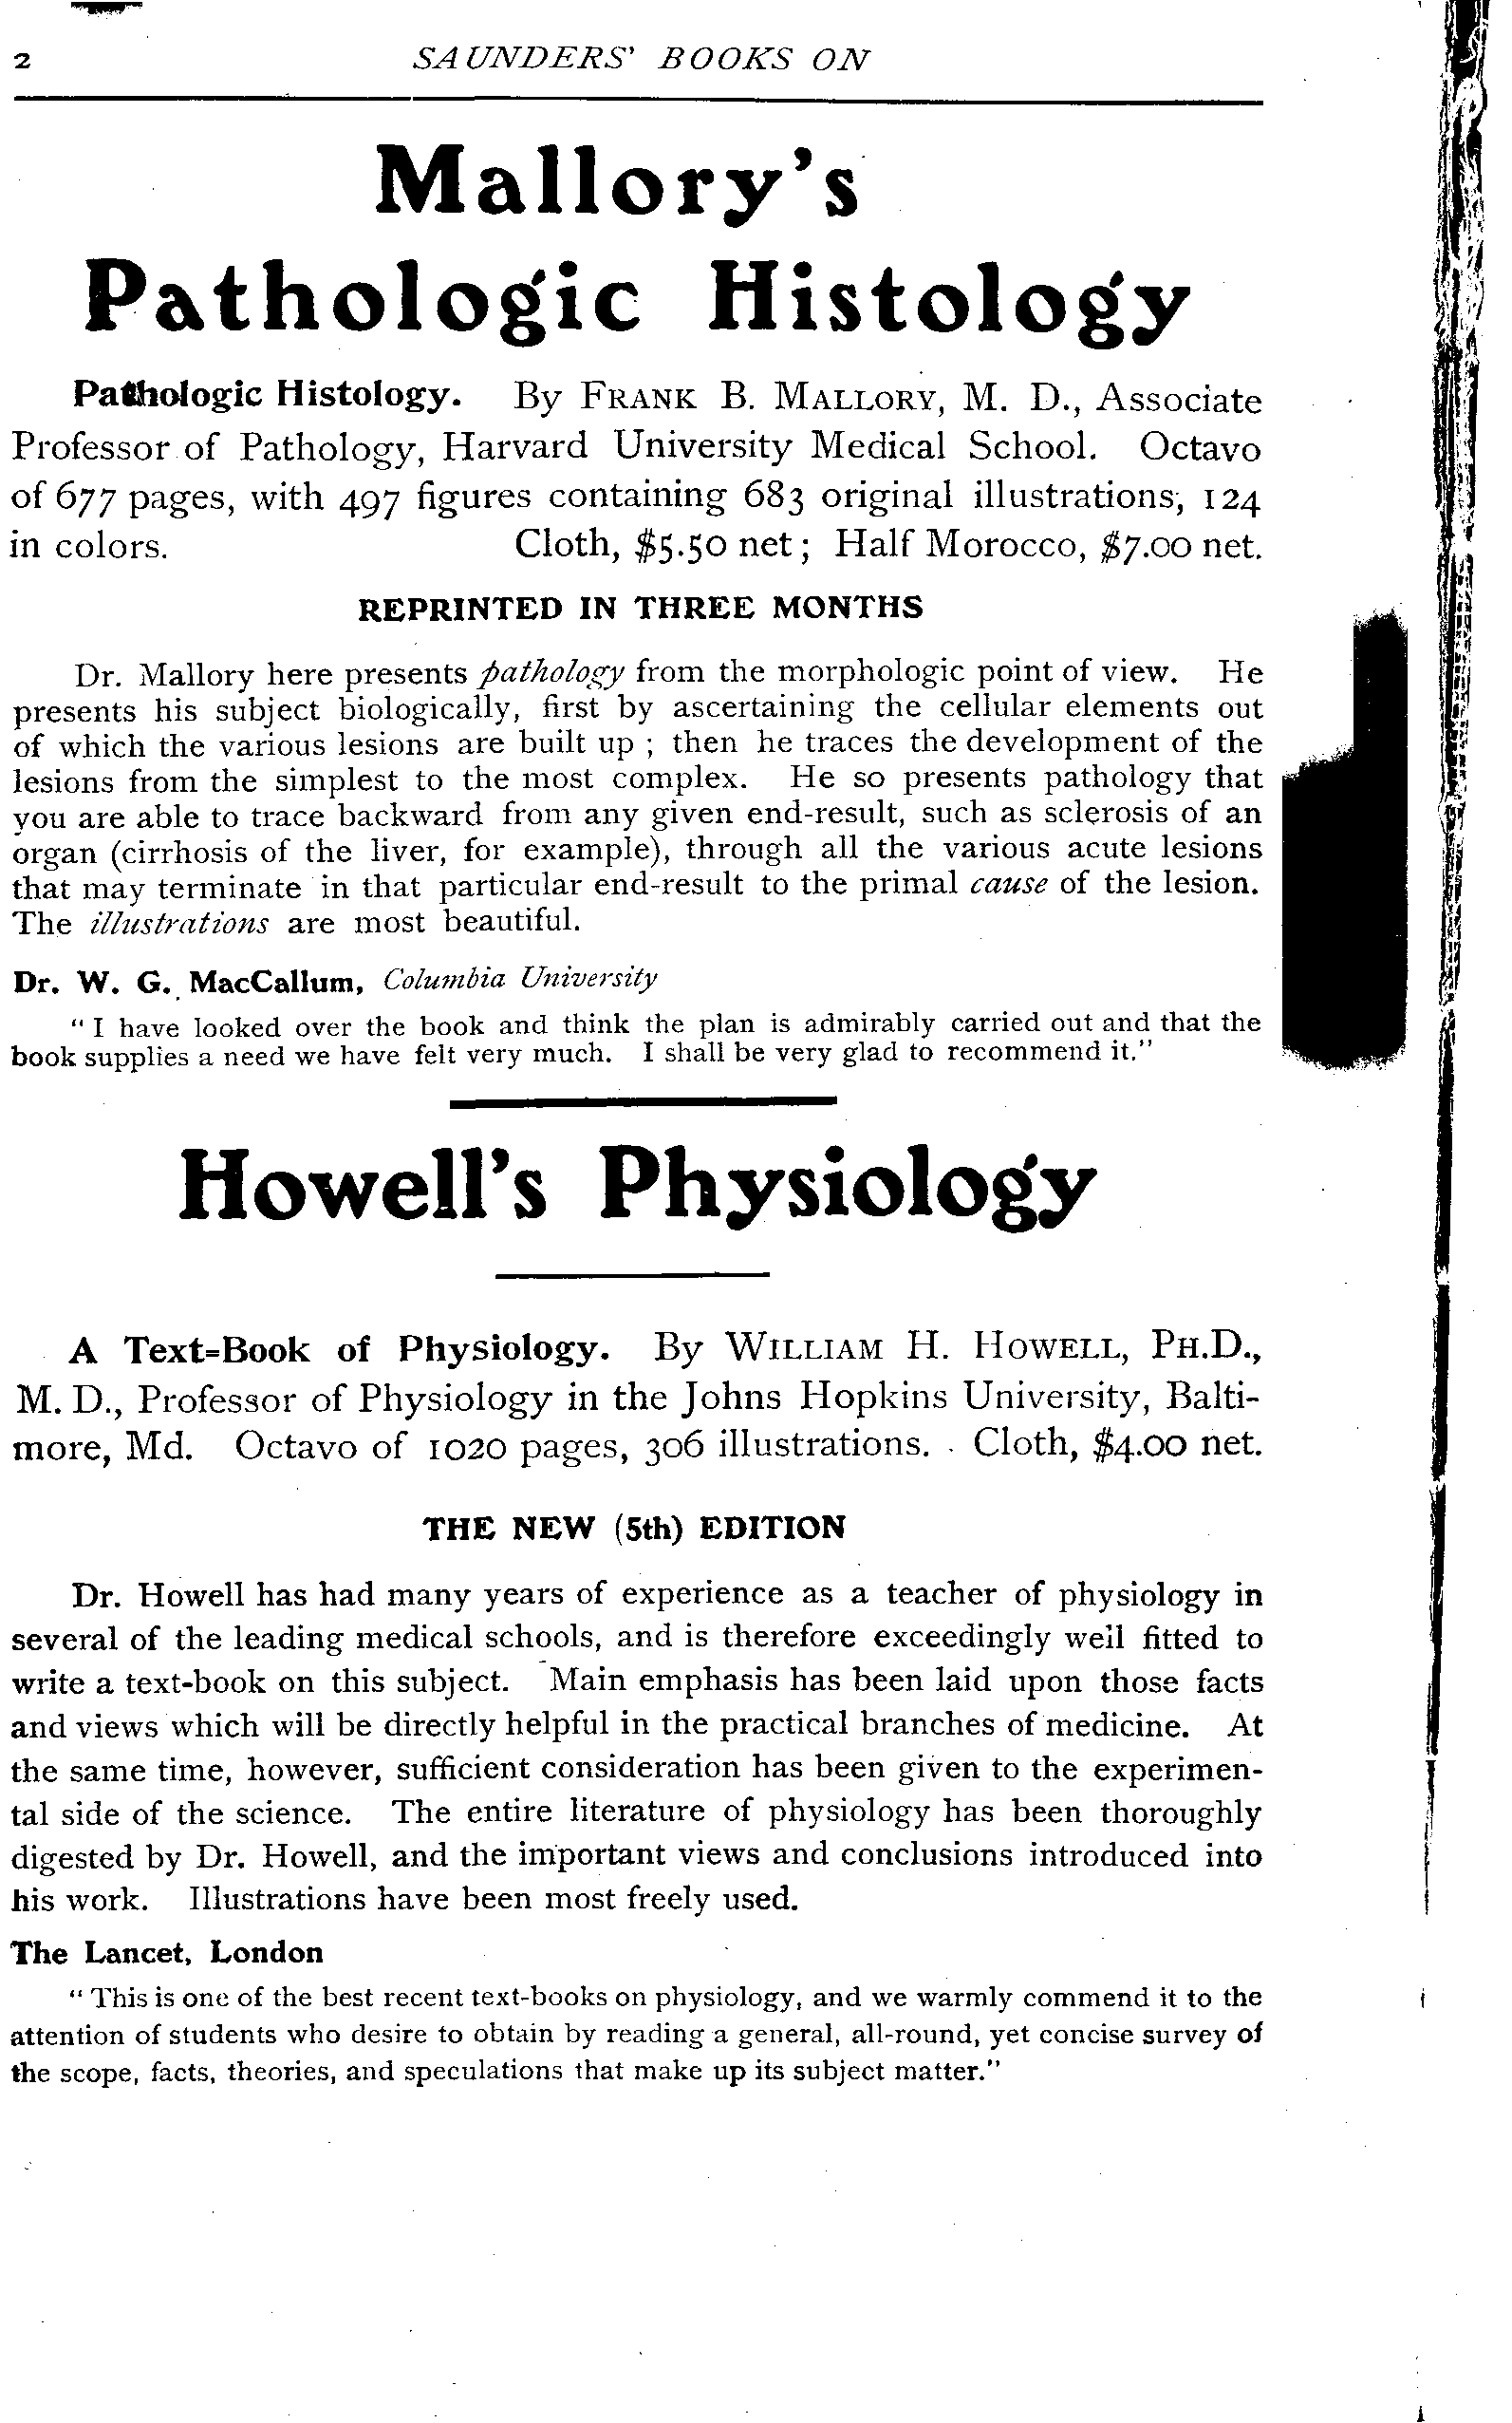 2 SAUNDERS' BOOKS ON
Mallory's
Pathologic Histology
Pathologic Histology. By FRANK B. MALLORY, M. D., Associate
Professor of Pathology, Harvard University Medical School. Octavo
of 677 pages, with 497 figures containing 683 original illustrations, 124
in colors. Cloth, $5.50 net; Half Morocco, $7.00 net.
REPRINTED IN THREE MONTHS
Dr. Mallory here presents pathology from the morphologic point of view. He
presents his subject biologically, first by ascertaining the cellular elements out
of which the various lesions are built up ; then he traces the development of the
lesions from the simplest to the most complex. He so presents pathology that
you are able to trace backward from any given end-result, such as sclerosis of an
organ (cirrhosis of the liver, for example), through all the various acute lesions
that may terminate in that particular end-result to the primal cause of the lesion.
The illustrations are most beautiful.
Dr. W. G. MacCallum, Columbia University
"I have looked over the book and think the plan is admirably carried out and that the
book supplies a need we have felt very much. I shall be very glad to recommend it."
Howell's Physiology
A Text=Book of Physiology. By WILLIAM H. HOWELL, PH.D.,
M. D., Professor of Physiology in the Johns Hopkins University, Balti-
more, Md. Octavo of 1020 pages, 306 illustrations. Cloth, $4.00 net.
THE NEW (5th) EDITION
Dr. Howell has had many years of experience as a teacher of physiology in
several of the leading medical schools, and is therefore exceedingly well fitted to
write a text-book on this subject. Main emphasis has been laid upon those facts
and views which will be directly helpful in the practical branches of medicine. At
the same time, however, sufficient consideration has been given to the experimen-
tal side of the science. The entire literature of physiology has been thoroughly
digested by Dr. Howell, and the important views and conclusions introduced into
his work. Illustrations have been most freely used.
The Lancet, London
"This is one of the best recent text-books on physiology, and we warmly commend it to the
attention of students who desire to obtain by reading a general, all-round, yet concise survey of
the scope, facts, theories, and speculations that make up its subject matter."